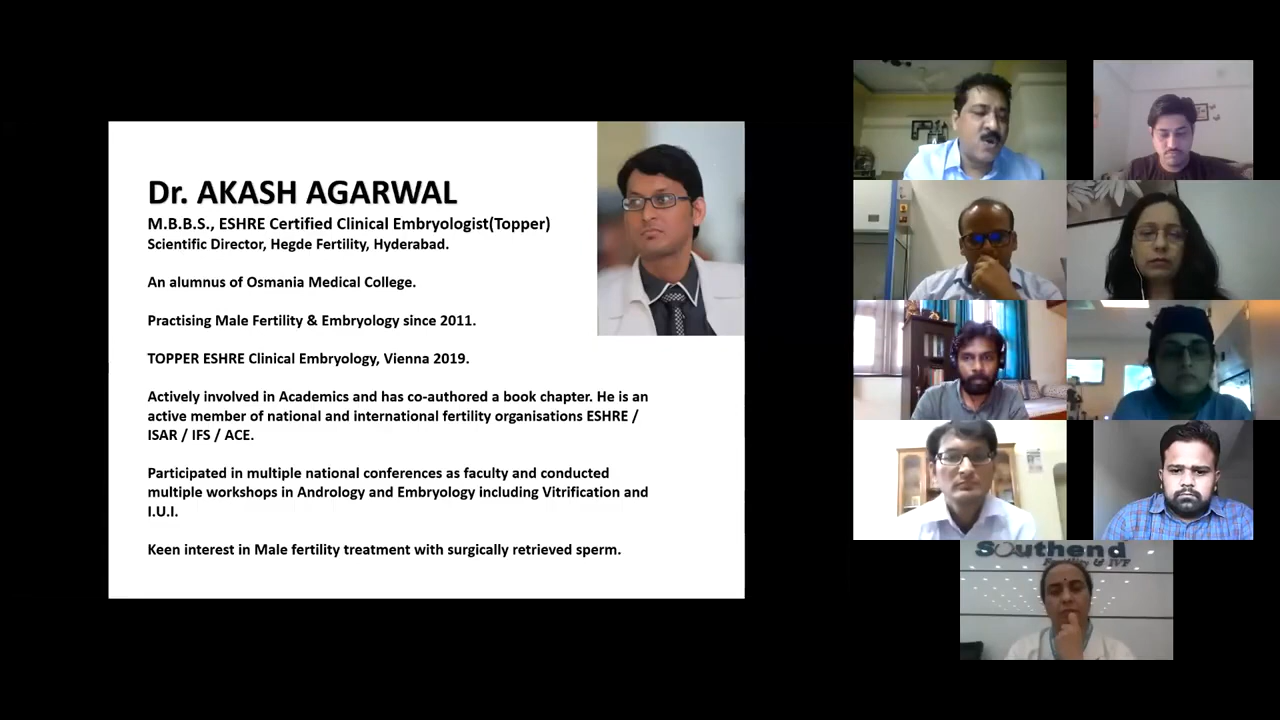 Dr. AKASH AGARWAL
M.B.B.S., ESHRE Certified Clinical Embryologist(Topper)
Scientific Director, Hegde Fertility, Hyderabad.
An alumnus of Osmania Medical College.
Practising Male Fertility & Embryology since 2011.
TOPPER ESHRE Clinical Embryology, Vienna 2019.
Actively involved in Academics and has co-authored a book chapter. He is an
active member of national and international fertility organisations ESHRE /
ISAR / IFS / ACE.
Participated in multiple national conferences as faculty and conducted
multiple workshops in Andrology and Embryology including Vitrification and
I.U.I.
Keen interest in Male fertility treatment with surgically retrieved sperm.
Southend
Fertility & IVF